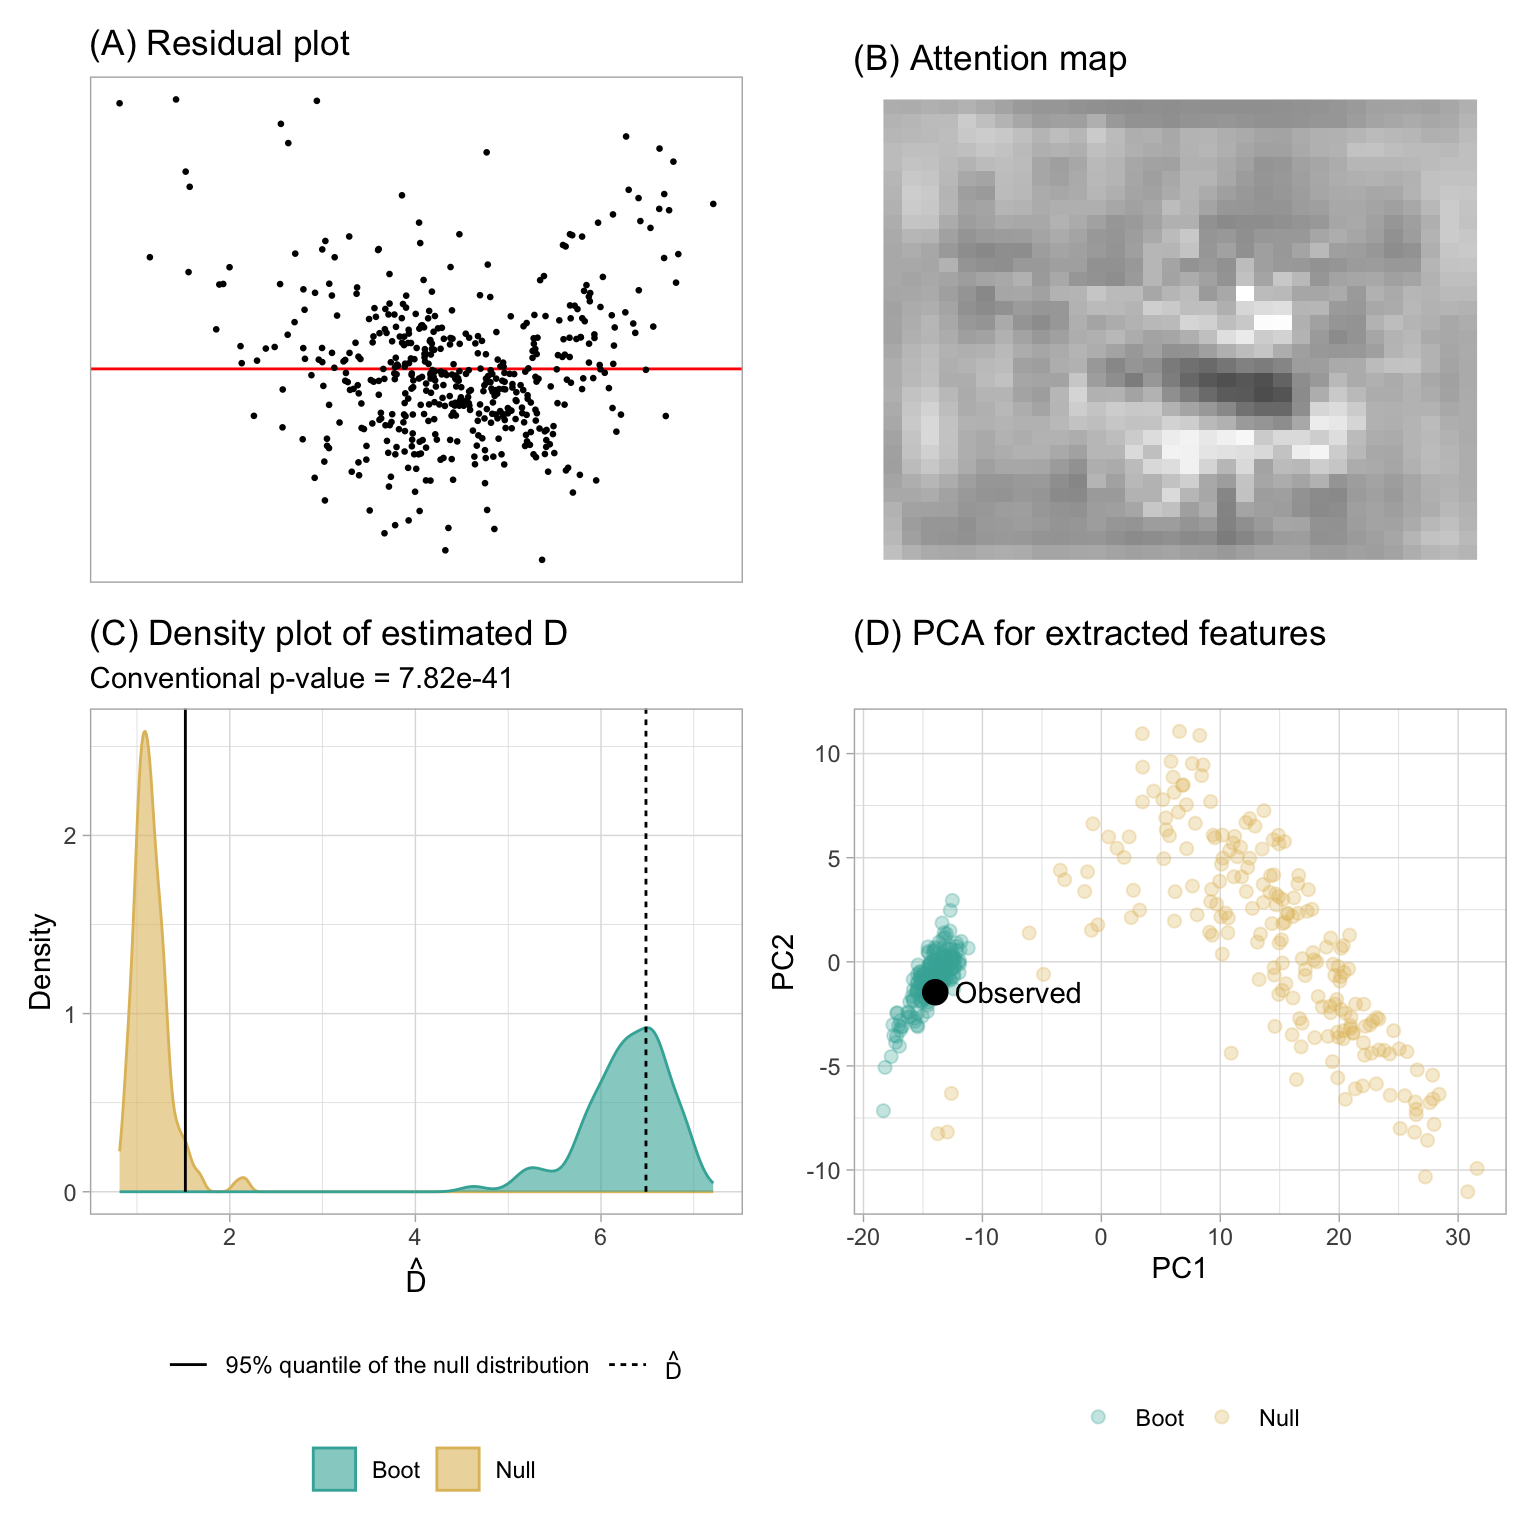 (A) Residual plot
(B) Attention map
(C) Density plot of estimated D
Conventional p-value = 7.82e-41
Density
2
1
0
2 4 6
D̂
95% quantile of the null distribution D̂
Boot Null
(D) PCA for extracted features
PC2
10
5
0
-5
-10
Observed
-20 -10 0 10 20 30
PC1
Boot Null